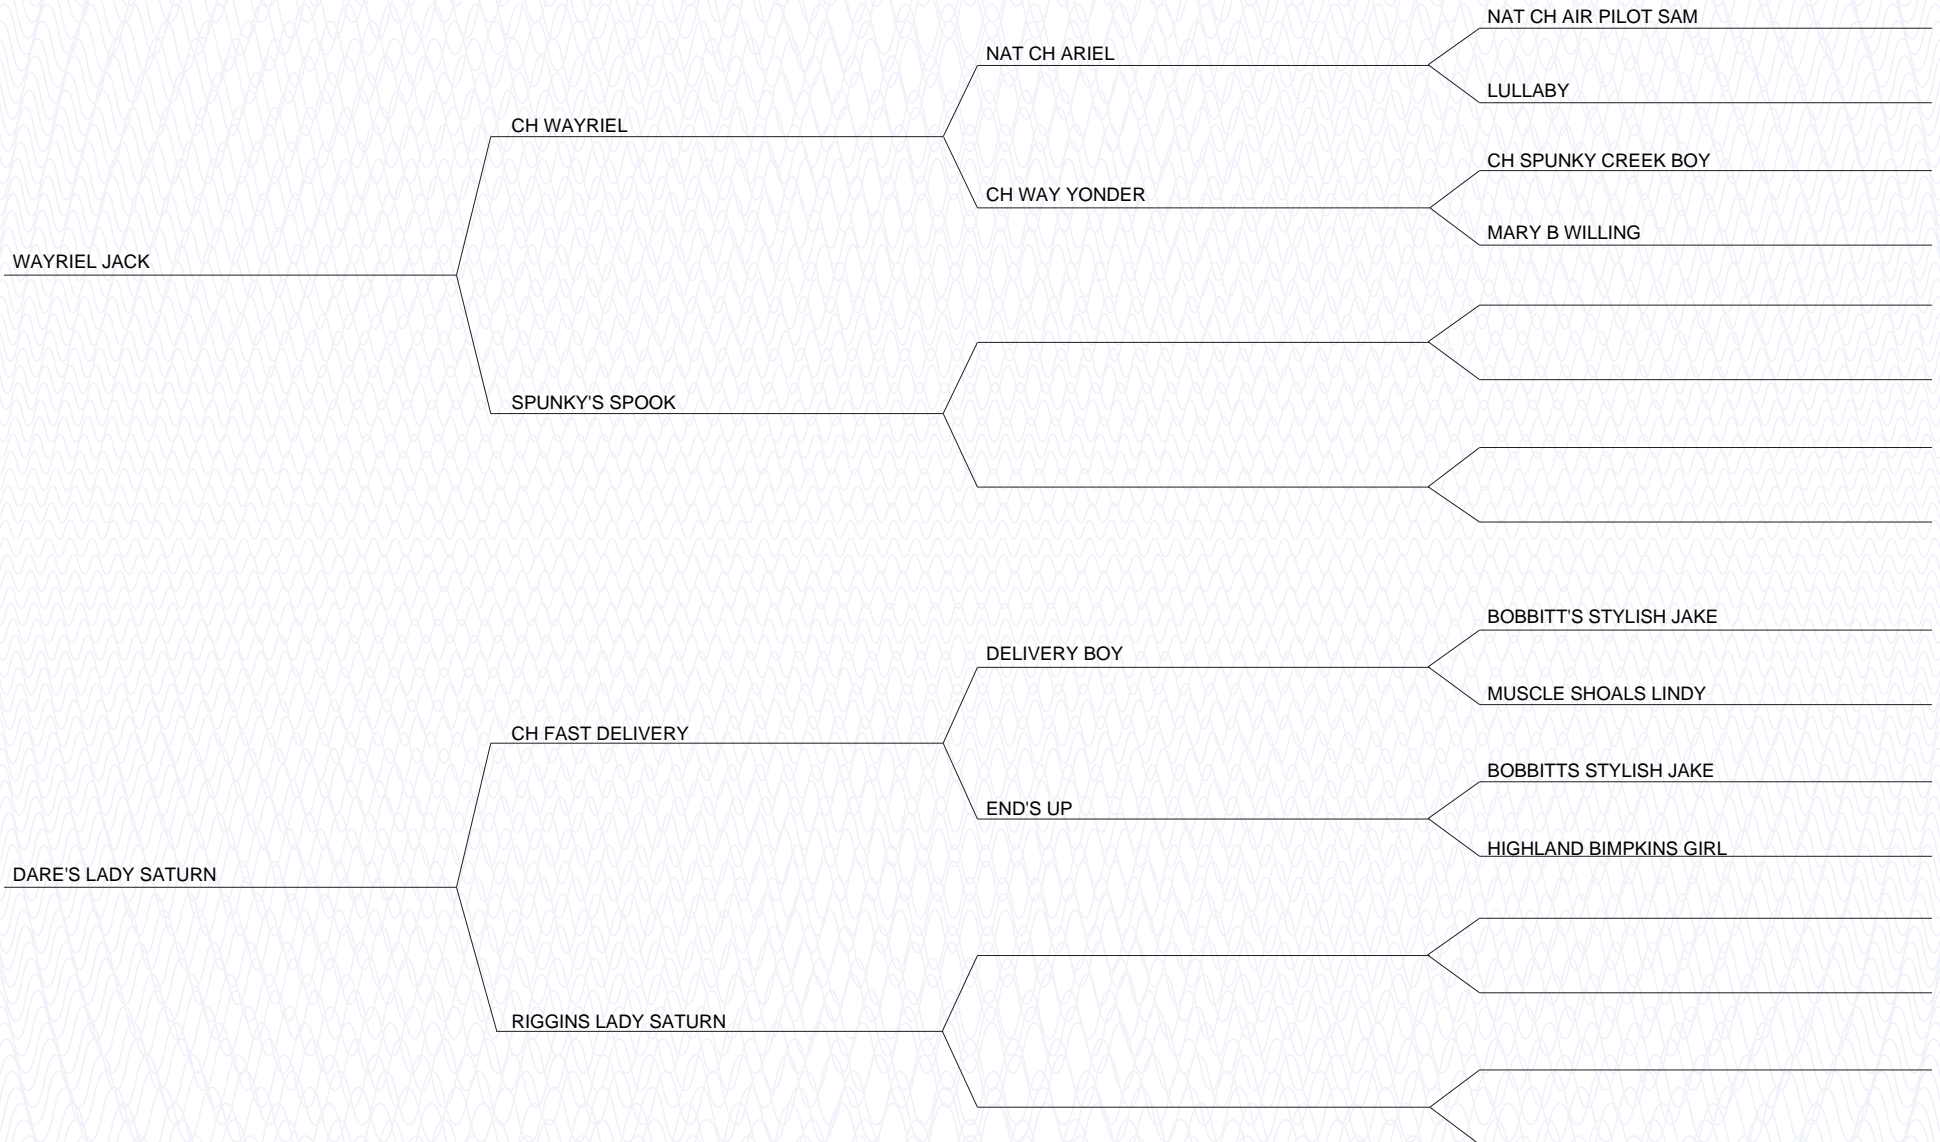 NAT CH AIR PILOT SAM
NAT CH ARIEL
LULLABY
CH WAYRIEL
CH SPUNKY CREEK BOY
CH WAY YONDER
MARY B WILLING
WAYRIEL JACK
SPUNKY'S SPOOK
BOBBITT'S STYLISH JAKE
DELIVERY BOY
MUSCLE SHOALS LINDY
CH FAST DELIVERY
BOBBITTS STYLISH JAKE
END'S UP
HIGHLAND BIMPKINS GIRL
DARE'S LADY SATURN
RIGGINS LADY SATURN